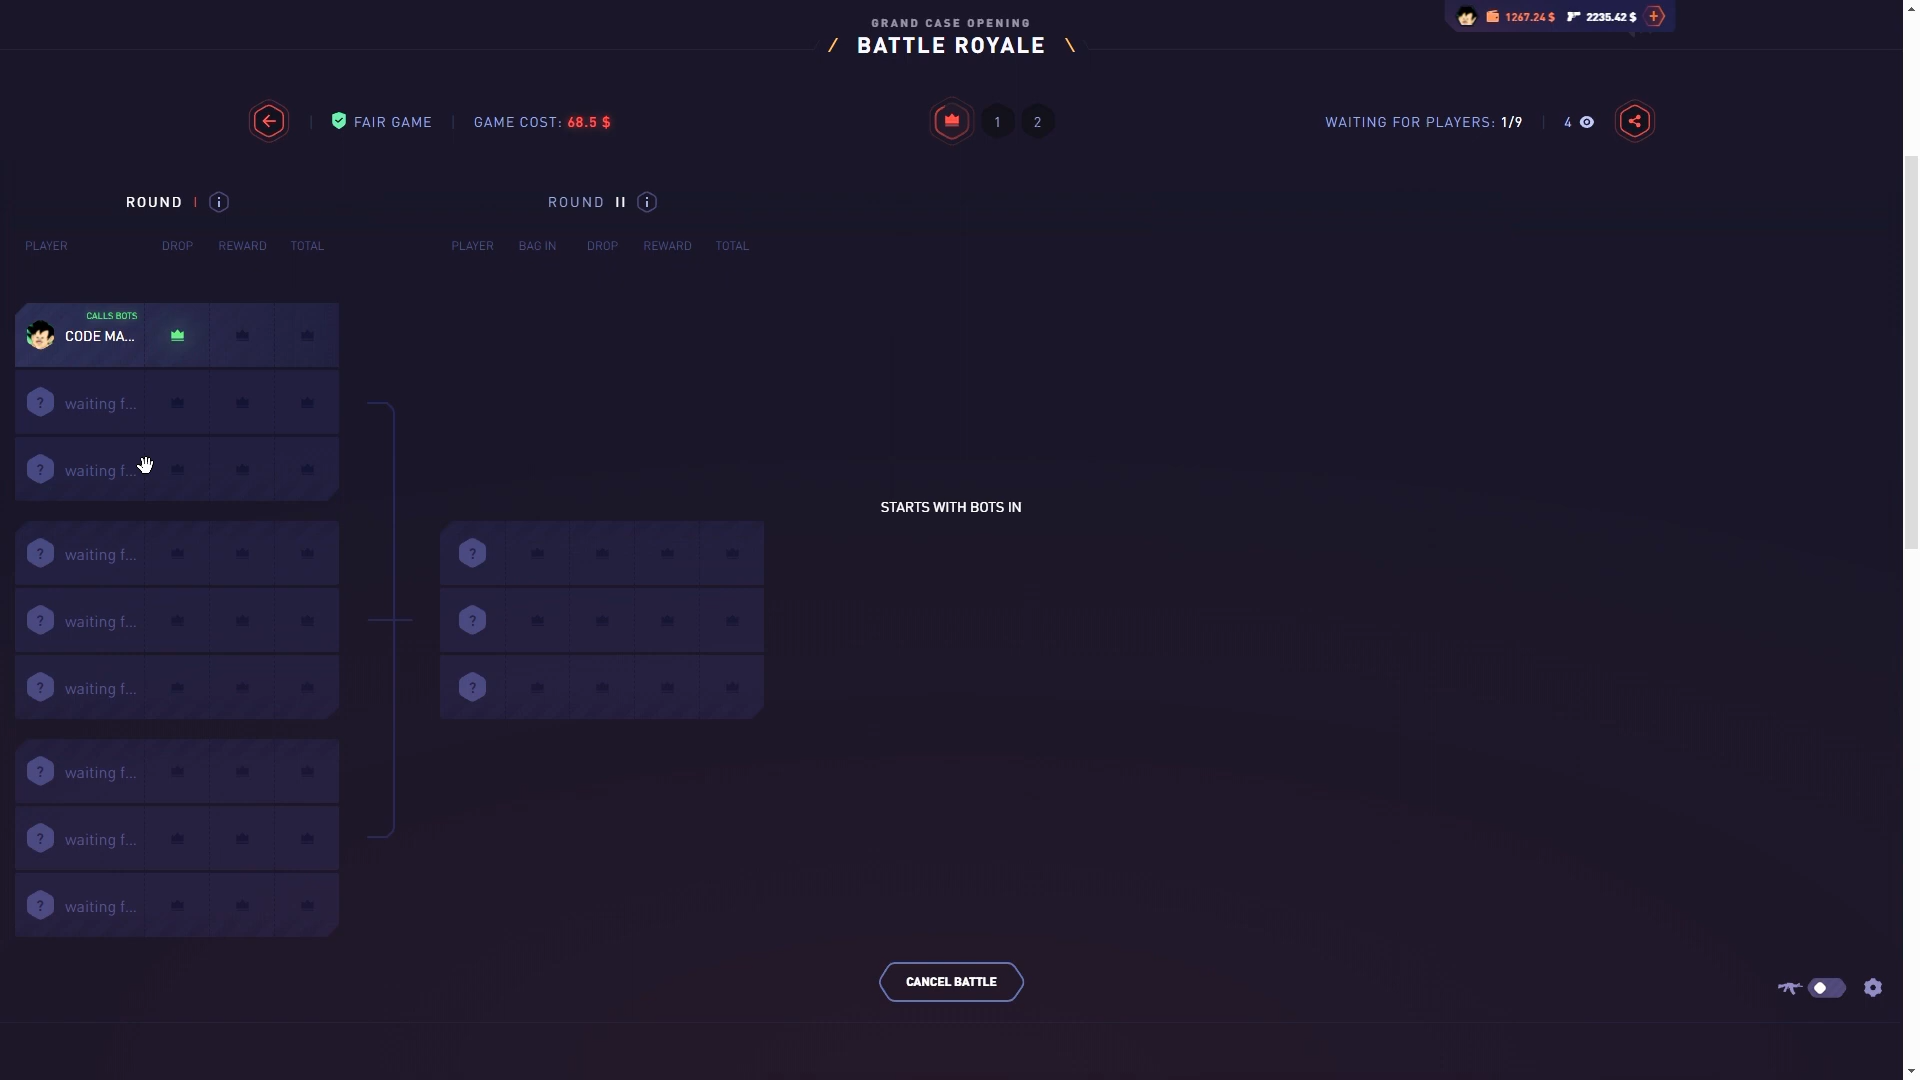 GRAND CASE OPENING
/ BATTLE ROYALE \
1267.24 $ 2235.42 $ +
FAIR GAME
GAME COST: 68.5 $
1 2
WAITING FOR PLAYERS: 1/9
4
ROUND I i
ROUND II i
PLAYER DROP REWARD TOTAL
PLAYER BAG IN DROP REWARD TOTAL
CALLS BOTS
CODE MA...
? waiting f...
? waiting f...
STARTS WITH BOTS IN
? waiting f...
? waiting f...
? waiting f...
?
?
?
? waiting f...
? waiting f...
? waiting f...
CANCEL BATTLE